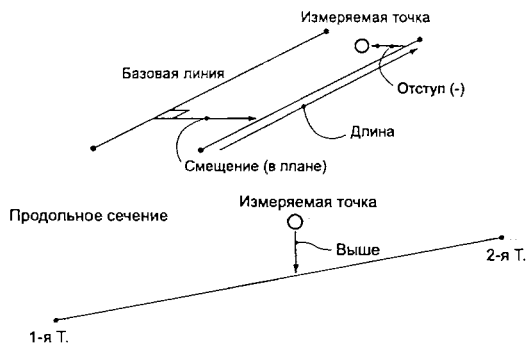 Измеряемая точка
Базовая линия
Отступ (-)
Длина
Смещение (в плане)
Продольное сечение
Измеряемая точка
Выше
2-я Т.
1-я Т.